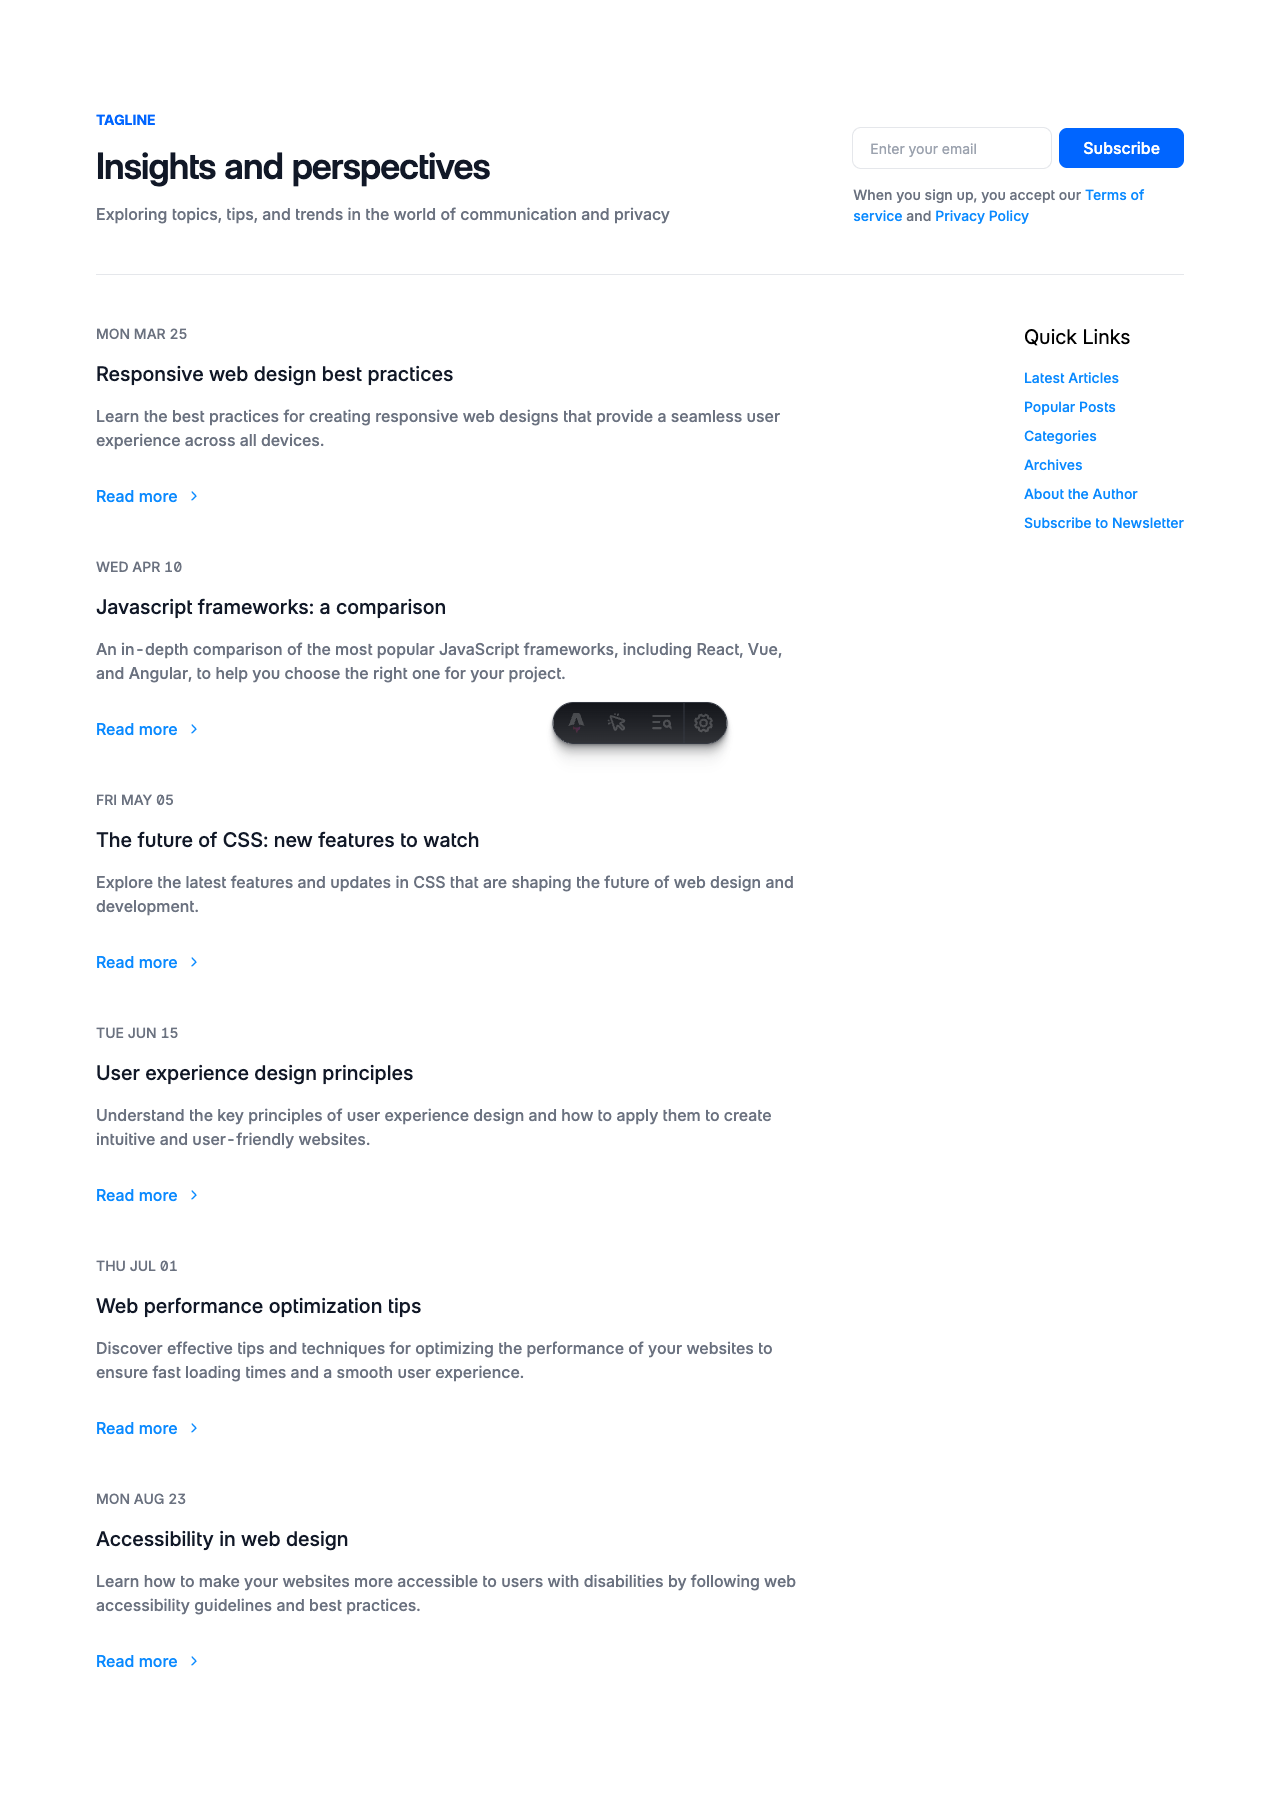 TAGLINE
Insights and perspectives
Exploring topics, tips, and trends in the world of communication and privacy
Enter your email
Subscribe
When you sign up, you accept our Terms of
service and Privacy Policy
MON MAR 25
Responsive web design best practices
Learn the best practices for creating responsive web designs that provide a seamless user
experience across all devices.
Read more
WED APR 10
Javascript frameworks: a comparison
An in-depth comparison of the most popular JavaScript frameworks, including React, Vue,
and Angular, to help you choose the right one for your project.
Read more
FRI MAY 05
The future of CSS: new features to watch
Explore the latest features and updates in CSS that are shaping the future of web design and
development.
Read more
TUE JUN 15
User experience design principles
Understand the key principles of user experience design and how to apply them to create
intuitive and user-friendly websites.
Read more
THU JUL 01
Web performance optimization tips
Discover effective tips and techniques for optimizing the performance of your websites to
ensure fast loading times and a smooth user experience.
Read more
MON AUG 23
Accessibility in web design
Learn how to make your websites more accessible to users with disabilities by following web
accessibility guidelines and best practices.
Read more
Quick Links
Latest Articles
Popular Posts
Categories
Archives
About the Author
Subscribe to Newsletter